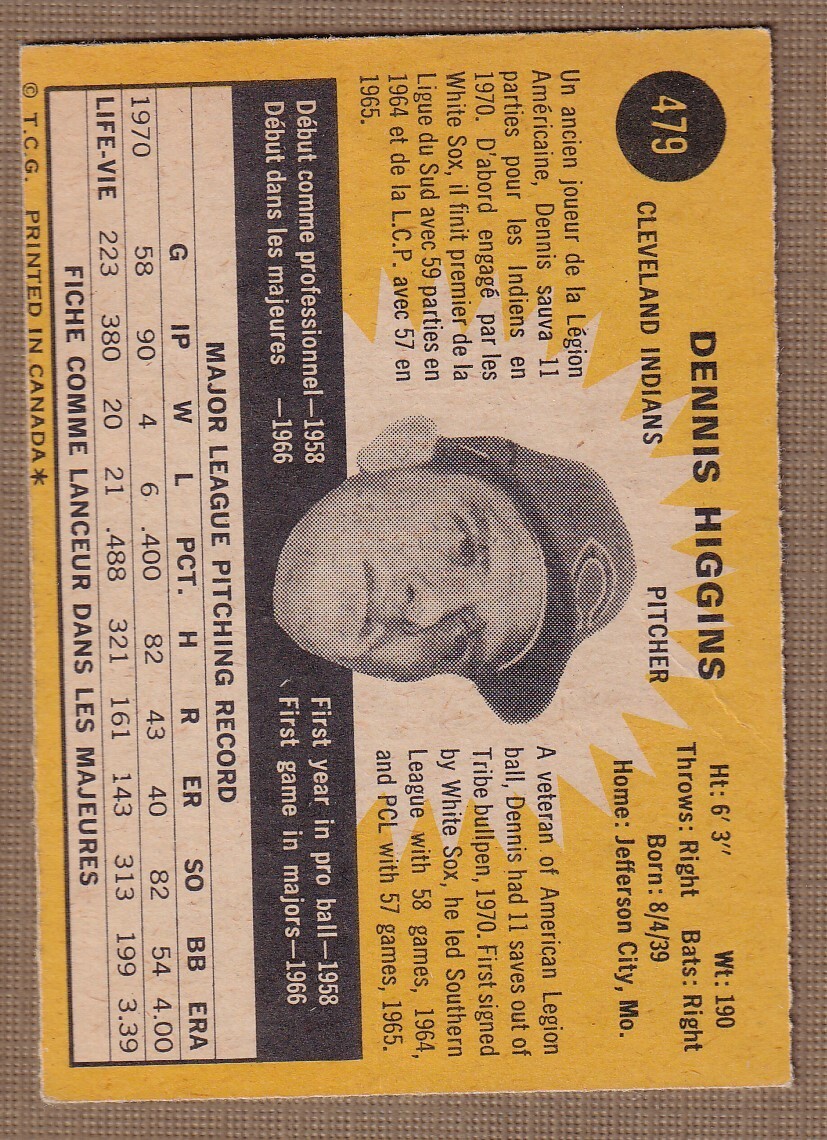 479
DENNIS HIGGINS
CLEVELAND INDIANS PITCHER
Ht: 6'3" Wt: 190
Throws: Right Bats: Right
Born: 8/4/39
Home: Jefferson City, Mo.
Un ancien joueur de la Légion
Américaine, Dennis sauva 11
parties pour les Indiens en
1970. D'abord engagé par les
White Sox, il finit premier de la
Ligue du Sud avec 59 parties en
1964 et de la L.C.P. avec 57 en
1965.
A veteran of American Legion
ball, Dennis had 11 saves out of
Tribe bullpen, 1970. First signed
by White Sox, he led Southern
League with 58 games, 1964,
and PCL with 57 games, 1965.
Début comme professionnel—1958
Début dans les majeures —1966
First year in pro ball—1958
First game in majors—1966
MAJOR LEAGUE PITCHING RECORD
G IP W L PCT. H R ER SO BB ERA
1970 58 90 4 6 .400 82 43 40 82 54 4.00
LIFE-VIE 223 380 20 21 .488 321 161 143 313 199 3.39
FICHE COMME LANCEUR DANS LES MAJEURES
© T.C.G. PRINTED IN CANADA*